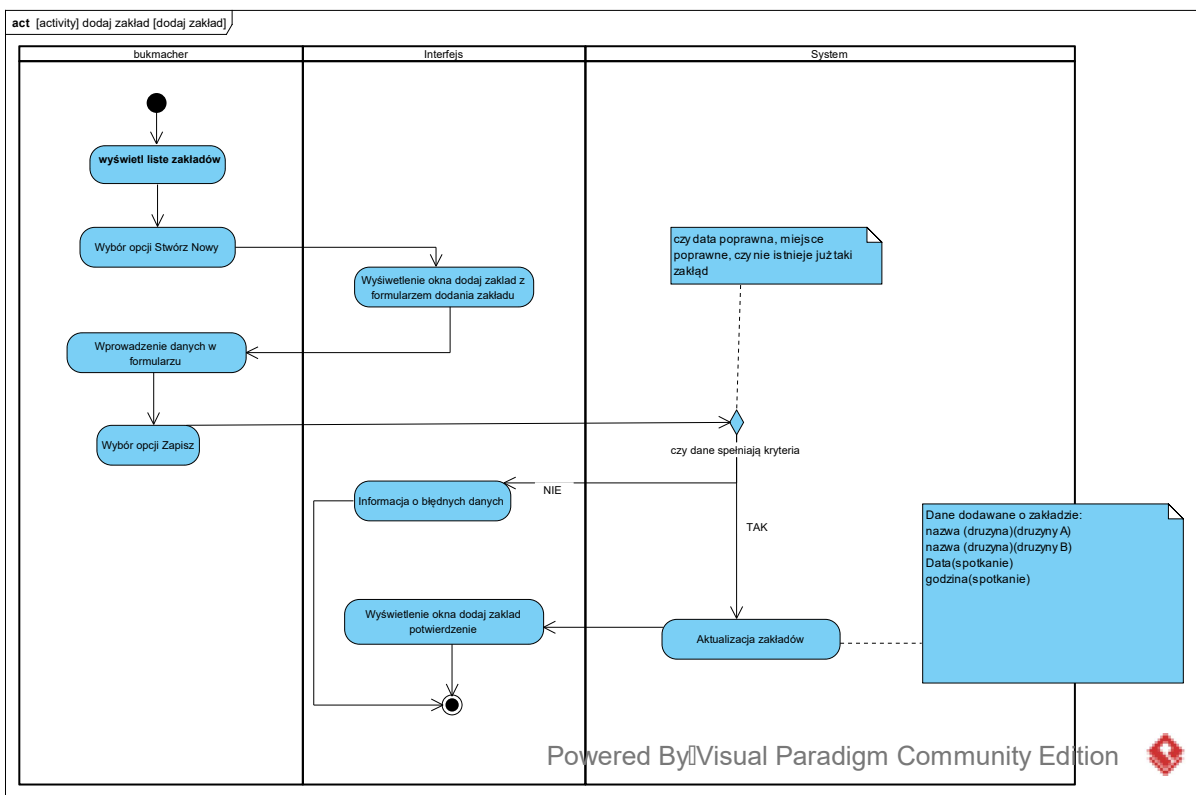 act [activity] dodaj zakład [dodaj zakład]
bukmacher
Interfejs
System
wyświetl liste zakładów
Wybór opcji Stwórz Nowy
czy data poprawna, miejsce
poprawne, czy nie istnieje już taki
zakłąd
Wyśiwetlenie okna dodaj zaklad z
formularzem dodania zakładu
Wprowadzenie danych w
formularzu
Wybór opcji Zapisz
czy dane spełniają kryteria
NIE
Informacja o błędnych danych
TAK
Dane dodawane o zakładzie:
nazwa (druzyna)(druzyny A)
nazwa (druzyna)(druzyny B)
Data(spotkanie)
godzina(spotkanie)
Wyświetlenie okna dodaj zaklad
potwierdzenie
Aktualizacja zakładów
Powered By Visual Paradigm Community Edition